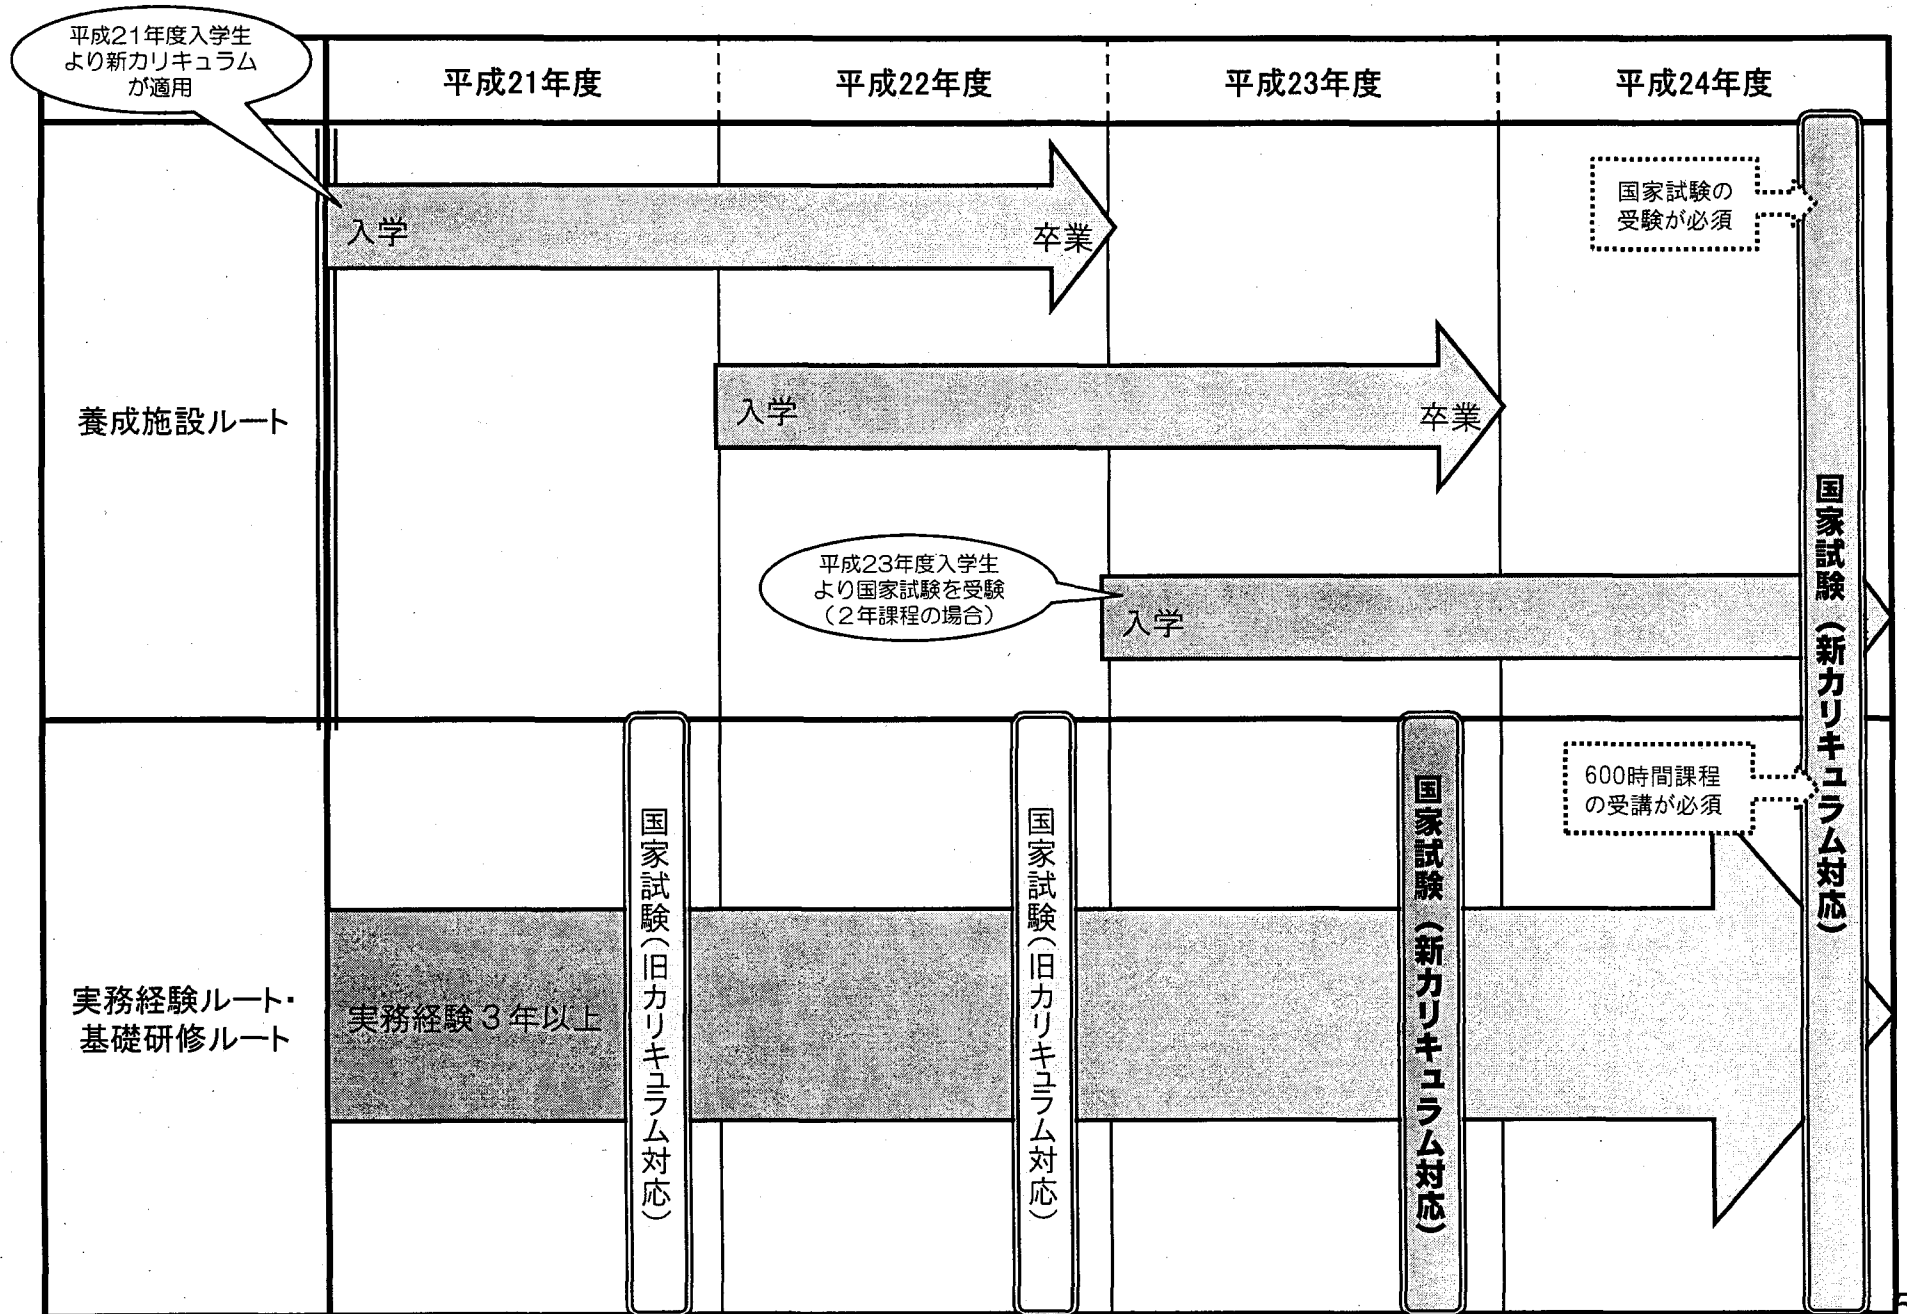 平成21年度入学生
より新カリキュラム
が適用
平成21年度
平成22年度
平成23年度
平成24年度
養成施設ルート
入学
卒業
国家試験の
受験が必須
入学
卒業
平成23年度入学生
より国家試験を受験
(2年課程の場合)
入学
国家試験(新カリキュラム対応)
実務経験ルート・
基礎研修ルート
実務経験3年以上
国家試験(旧カリキュラム対応)
国家試験(旧カリキュラム対応)
国家試験(新カリキュラム対応)
600時間課程
の受講が必須